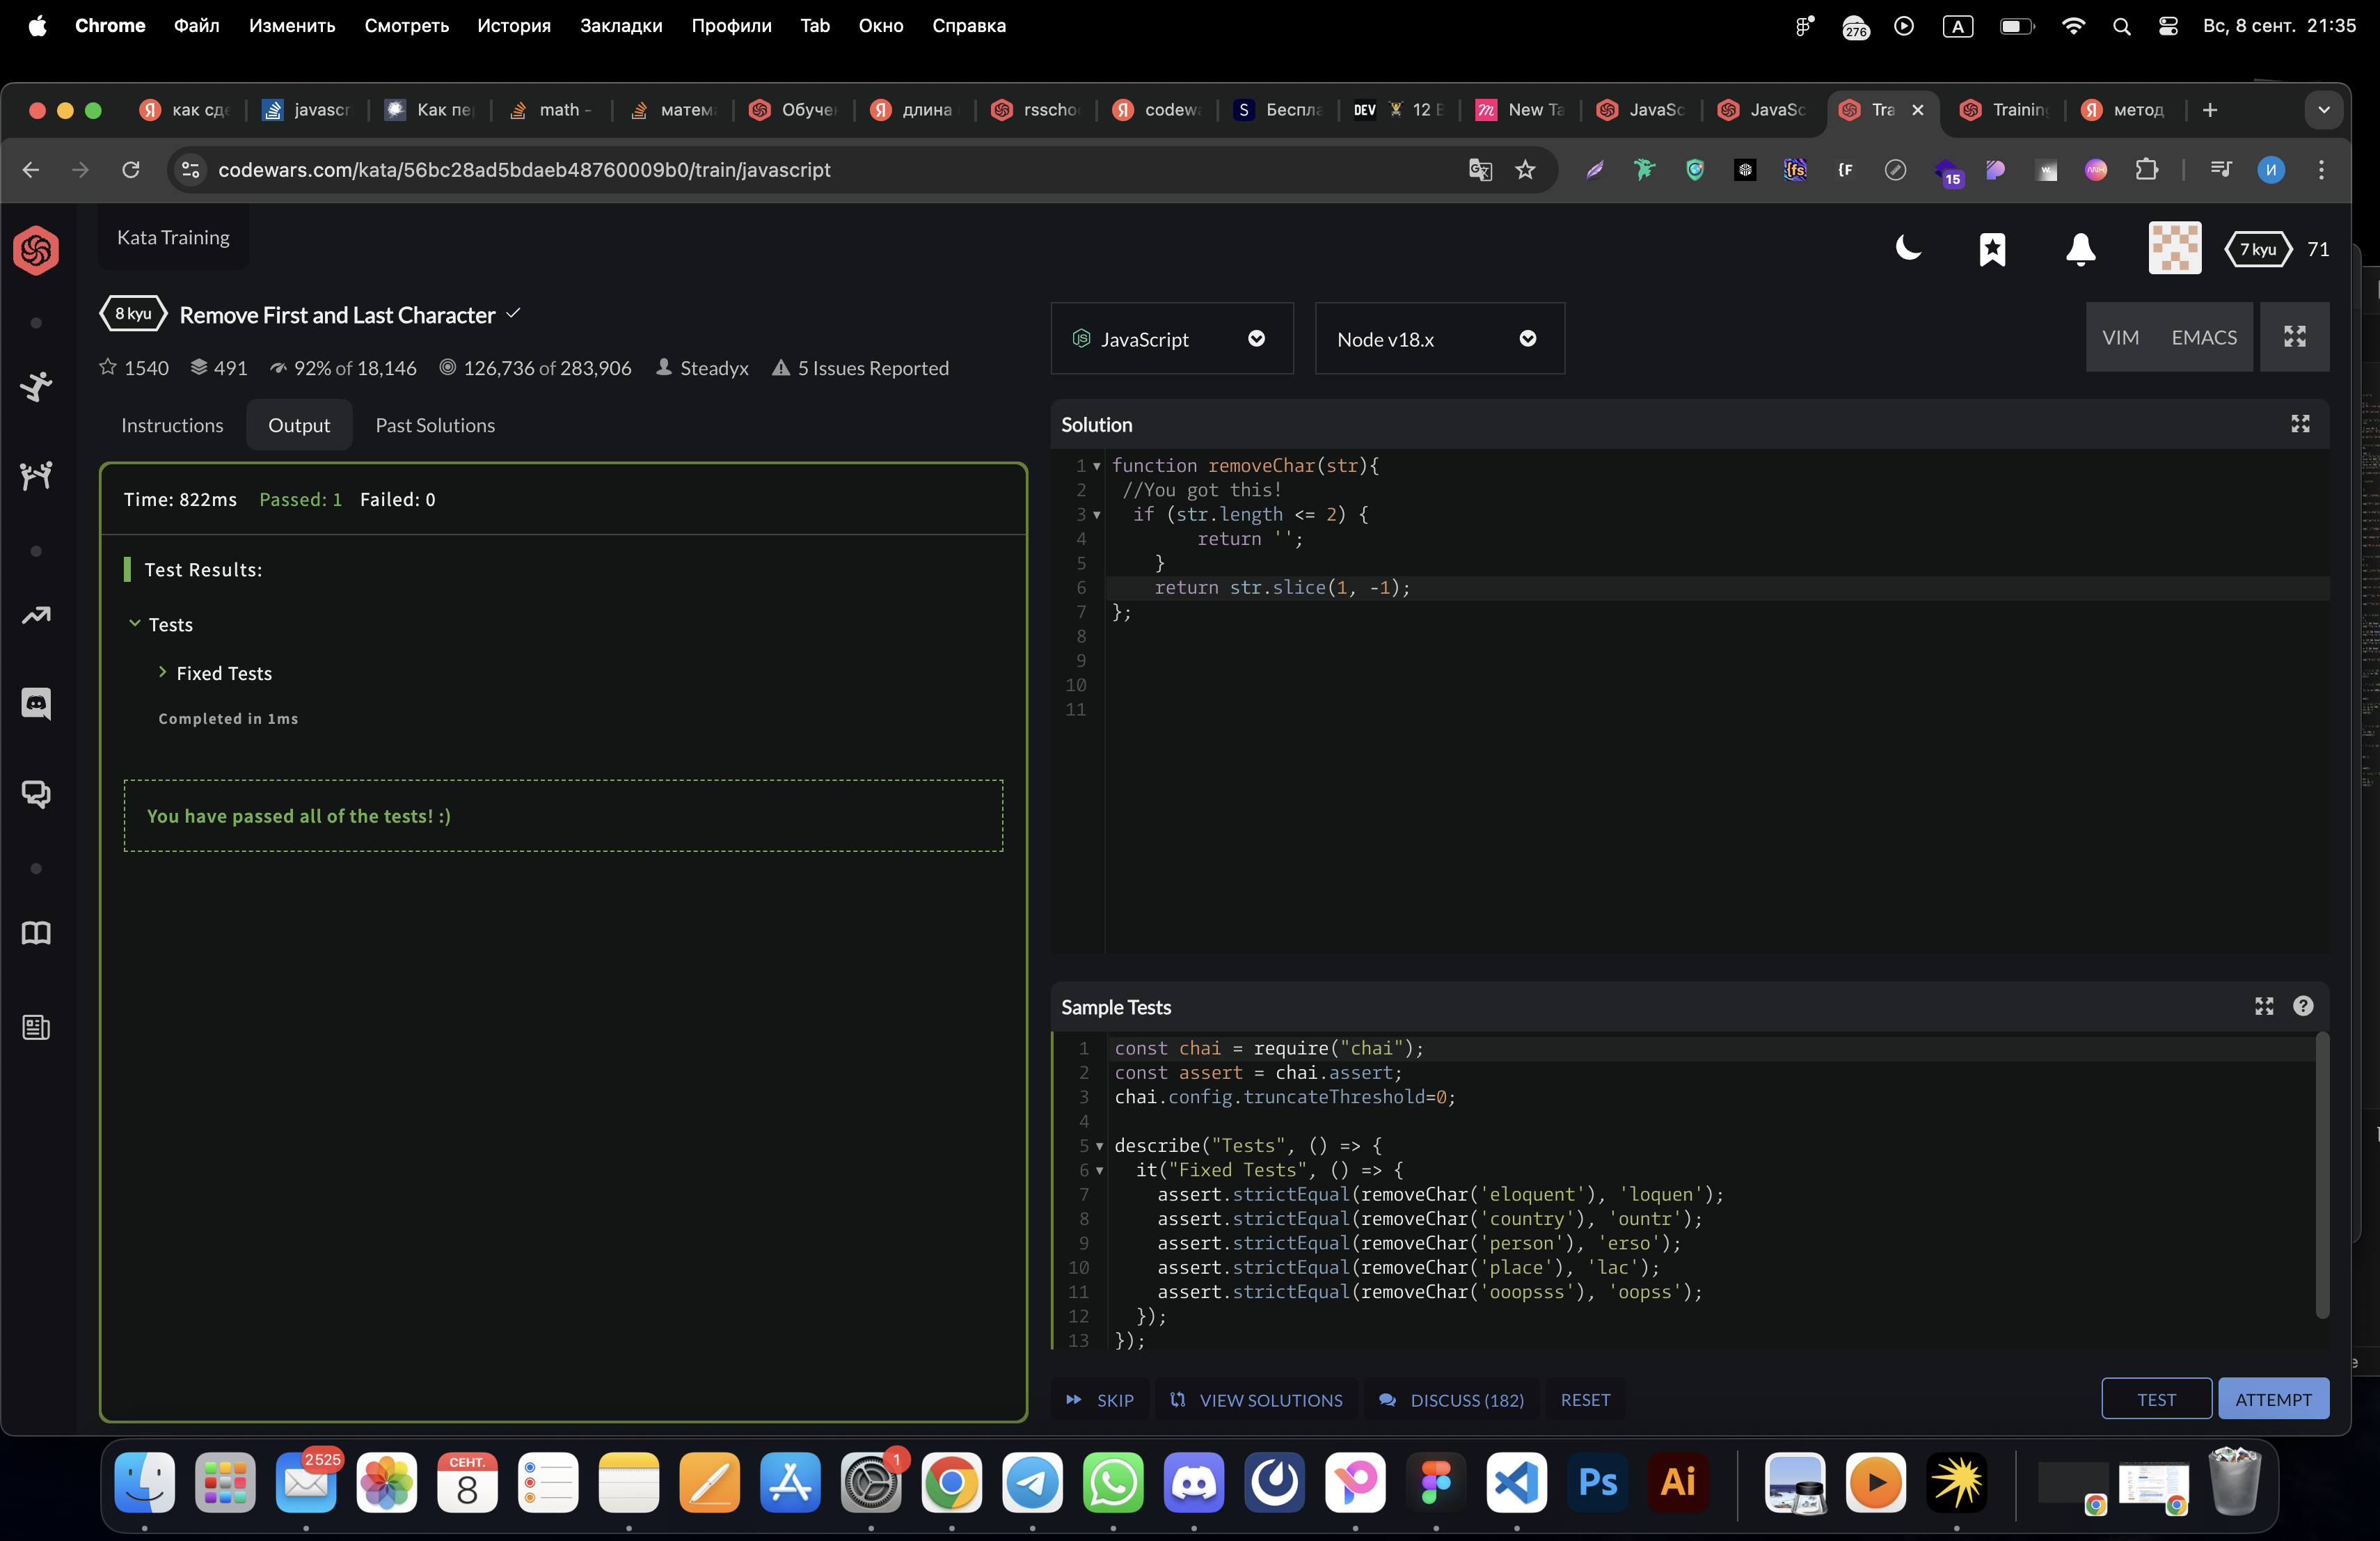 Chrome Файл Изменить Смотреть История Закладки Профили Tab Окно Справка 276 A Вс, 8 сент. 21:35
как сде javascri Как пе math - матема Обуче длина rsscho codewa S Беспла DEV 12 m New Ta JavaSc JavaSc Tra Training метод
codewars.com/kata/56bc28ad5bdaeb48760009b0/train/javascript 15 И
Kata Training
7 kyu 71
8 kyu Remove First and Last Character
JavaScript
Node v18.x
VIM EMACS
1540 491 92% of 18,146 126,736 of 283,906 Steadyx 5 Issues Reported
Instructions Output Past Solutions
Time: 822ms Passed: 1 Failed: 0
Test Results:
Tests
Fixed Tests
Completed in 1ms
You have passed all of the tests! :)
Solution
1 function removeChar(str){
2 //You got this!
3 if (str.length <= 2) {
4 return '';
5 }
6 return str.slice(1, -1);
7 };
8
9
10
11
Sample Tests
1 const chai = require("chai");
2 const assert = chai.assert;
3 chai.config.truncateThreshold=0;
4
5 describe("Tests", () => {
6 it("Fixed Tests", () => {
7 assert.strictEqual(removeChar('eloquent'), 'loquen');
8 assert.strictEqual(removeChar('country'), 'ountr');
9 assert.strictEqual(removeChar('person'), 'erso');
10 assert.strictEqual(removeChar('place'), 'lac');
11 assert.strictEqual(removeChar('ooopsss'), 'oopss');
12 });
13 });
SKIP VIEW SOLUTIONS DISCUSS (182) RESET TEST ATTEMPT
2525 СЕНТ. 8 1 Ps Ai